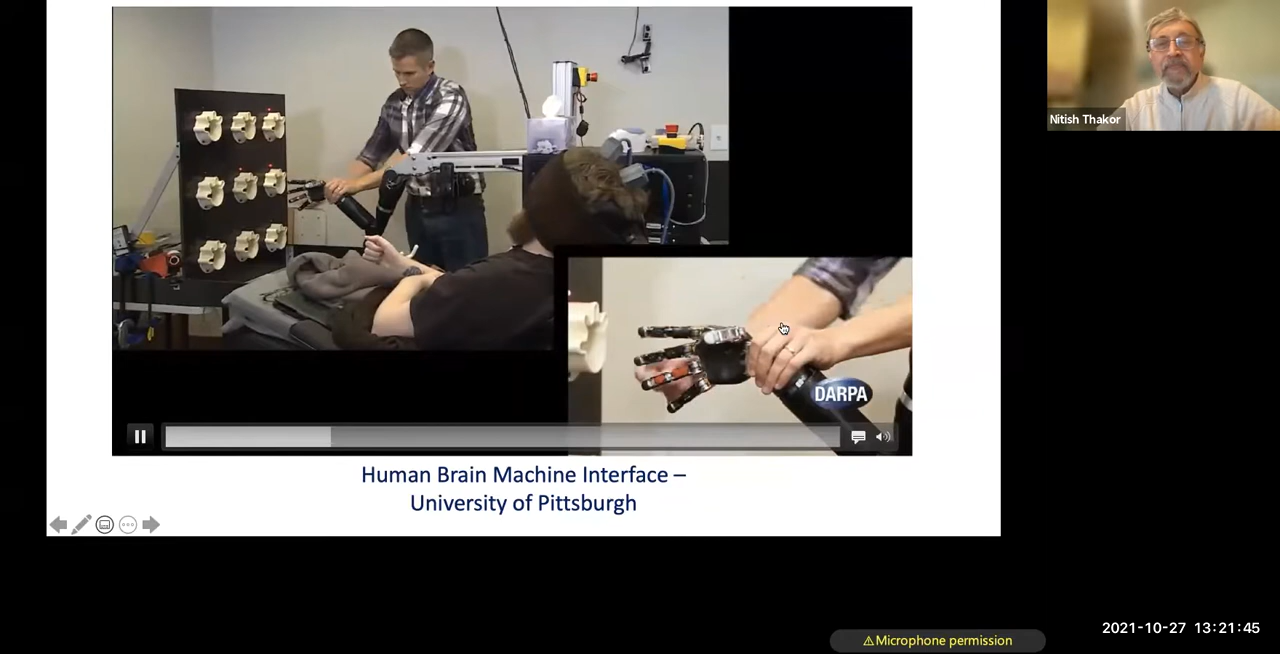 Nitish Thakor
DARPA
Human Brain Machine Interface –
University of Pittsburgh
2021-10-27 13:21:45
⚠Microphone permission